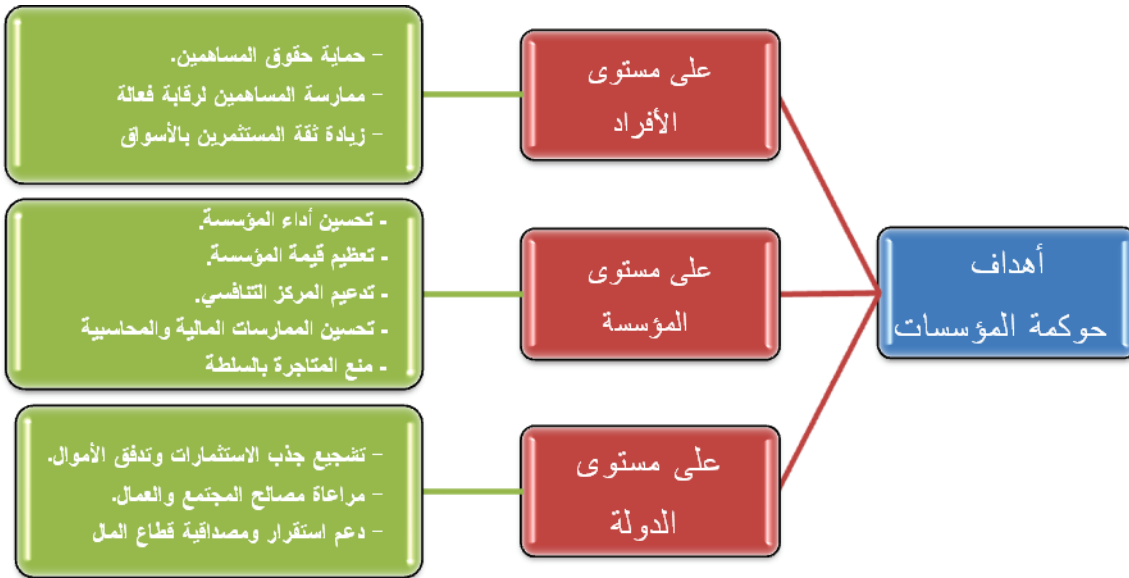 أهداف
حوكمة المؤسسات
على مستوى
الأفراد
- حماية حقوق المساهمين.
- ممارسة المساهمين لرقابة فعالة
- زيادة ثقة المستثمرين بالأسواق
على مستوى
المؤسسة
- تحسين أداء المؤسسة.
- تعظيم قيمة المؤسسة.
- تدعيم المركز التنافسي.
- تحسين الممارسات المالية والمحاسبية
- منع المتاجرة بالسلطة
على مستوى
الدولة
- تشجيع جذب الاستثمارات وتدفق الأموال.
- مراعاة مصالح المجتمع والعمال.
- دعم استقرار ومصداقية قطاع المال